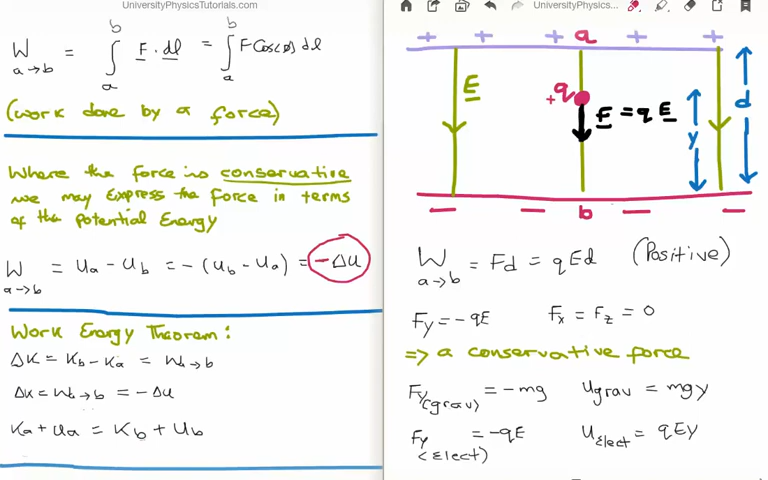 UniversityPhysicsTutorials.com
W a→b = ∫ₐᵇ F · dl = ∫ₐᵇ F Cos(ϕ) dl
(work done by a force)
Where the force is conservative
we may Express the Force in terms
of the potential Energy
W a→b = Ua - Ub = -(Ub - Ua) = -ΔU
Work Energy Theorem:
ΔK = Kb - Ka = Wa→b
ΔK = Wa→b = -ΔU
Ka + Ua = Kb + Ub
UniversityPhysicsTutorials...
+ + a + +
E
+ q
F = q E
y
d
- - b - -
W a→b = Fd = qEd (Positive)
Fy = -qE Fx = Fz = 0
=> a conservative force
Fy (grav) = -mg Ugrav = mgy
Fy (Elect) = -qE UElect = qEy